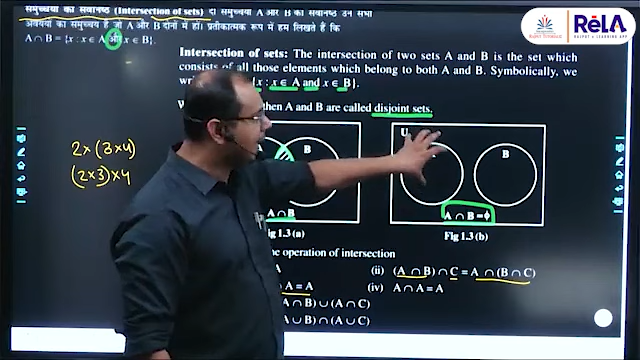 समुच्चयों का सर्वनिष्ठ (Intersection of sets) दो समुच्चयों A और B का सर्वनिष्ठ उन सभी
अवयवों का समुच्चय है जो A और B दोनों में हों। प्रतीकात्मक रूप में हम लिखते हैं कि
A ∩ B = {x : x ∈ A और x ∈ B}.
Intersection of sets: The intersection of two sets A and B is the set which
consists of all those elements which belong to both A and B. Symbolically, we
x : x ∈ A and x ∈ B}.
then A and B are called disjoint sets.
2×(3×4)
(2×3)×4
B
U
B
A ∩ B
A ∩ B = ϕ
Fig 1.3 (a)
Fig 1.3 (b)
the operation of intersection
A
(ii) (A ∩ B) ∩ C = A ∩ (B ∩ C)
∩ A = A
(iv) A ∩ A = A
∩ B) ∪ (A ∩ C)
∪ B) ∩ (A ∪ C)
RELA
RAJPUT e LEARNING APP